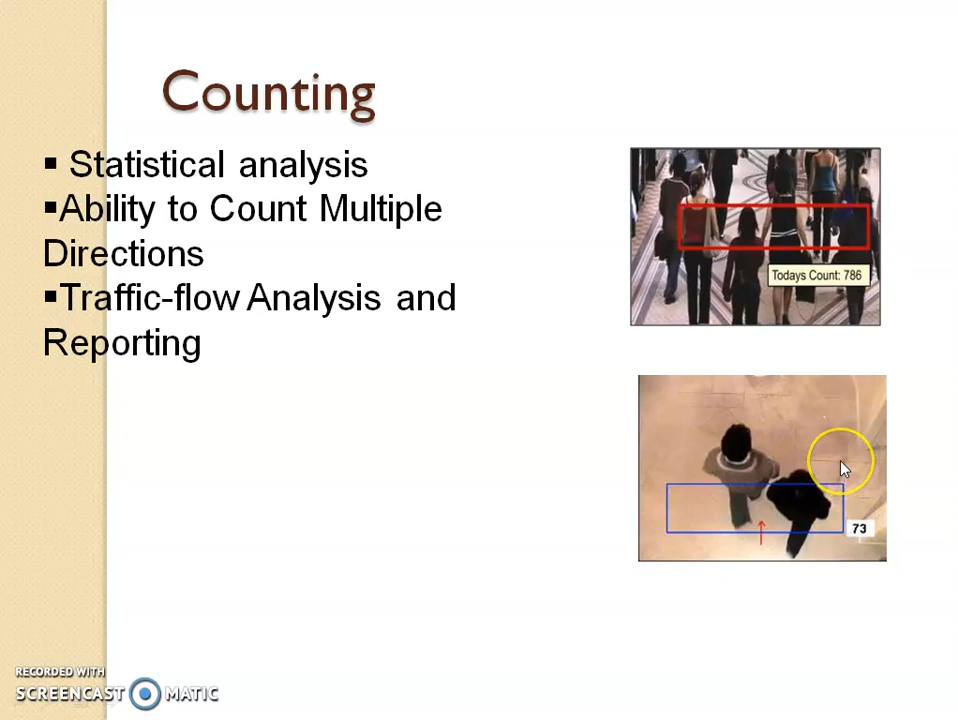 Counting
▪ Statistical analysis
▪Ability to Count Multiple
Directions
▪Traffic-flow Analysis and
Reporting
Todays Count: 786
73
RECORDED WITH
SCREENCAST MATIC